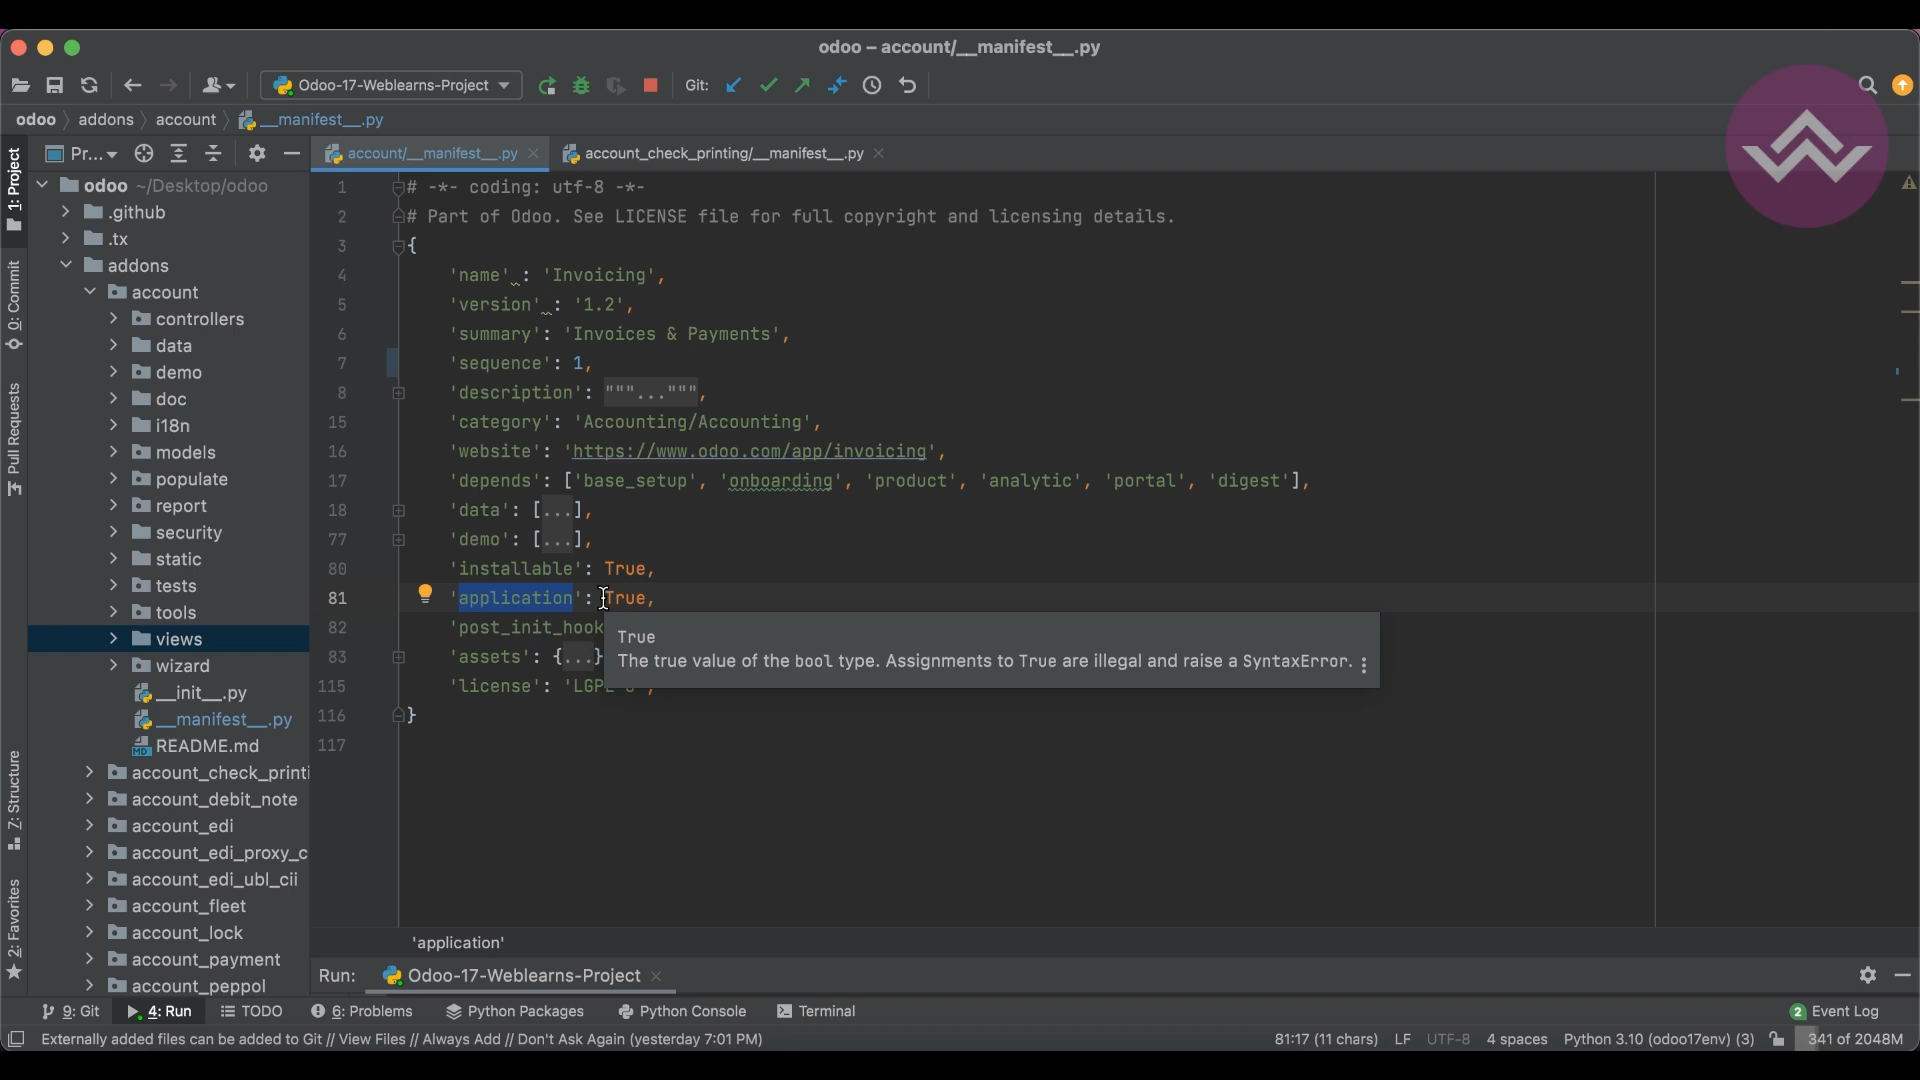 odoo – account/__manifest__.py
Odoo-17-Weblearns-Project
Git:
odoo
addons
account
__manifest__.py
1: Project
0: Commit
Pull Requests
7: Structure
2: Favorites
Pr...
account/__manifest__.py
account_check_printing/__manifest__.py
odoo ~/Desktop/odoo
.github
.tx
addons
account
controllers
data
demo
doc
i18n
models
populate
report
security
static
tests
tools
views
wizard
__init__.py
__manifest__.py
README.md
account_check_printi
account_debit_note
account_edi
account_edi_proxy_c
account_edi_ubl_cii
account_fleet
account_lock
account_payment
account_peppol
1 # -*- coding: utf-8 -*-
2 # Part of Odoo. See LICENSE file for full copyright and licensing details.
3 {
4 'name' : 'Invoicing',
5 'version' : '1.2',
6 'summary': 'Invoices & Payments',
7 'sequence': 1,
8 'description': """...""",
15 'category': 'Accounting/Accounting',
16 'website': 'https://www.odoo.com/app/invoicing',
17 'depends': ['base_setup', 'onboarding', 'product', 'analytic', 'portal', 'digest'],
18 'data': [...],
77 'demo': [...],
80 'installable': True,
81 'application': True,
82 'post_init_hook
83 'assets': {...}
115 'license': 'LGPL-3',
116 }
117
True
The true value of the bool type. Assignments to True are illegal and raise a SyntaxError.
'application'
Run:
Odoo-17-Weblearns-Project
9: Git
4: Run
TODO
6: Problems
Python Packages
Python Console
Terminal
2 Event Log
Externally added files can be added to Git // View Files // Always Add // Don't Ask Again (yesterday 7:01 PM)
81:17 (11 chars)
LF
UTF-8
4 spaces
Python 3.10 (odoo17env) (3)
341 of 2048M